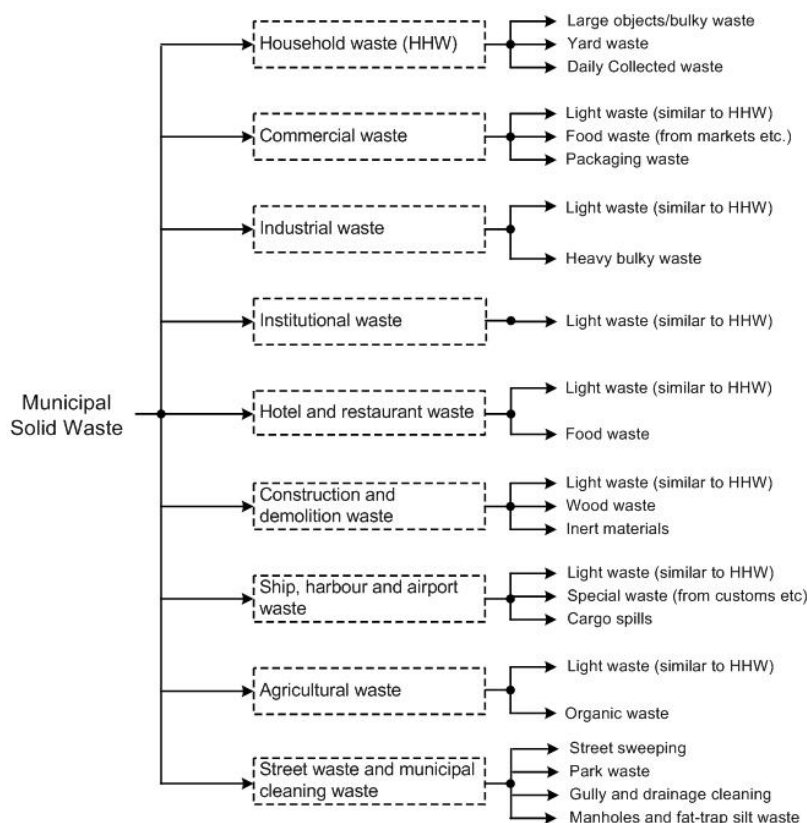 Municipal
Solid Waste
Household waste (HHW)
Large objects/bulky waste
Yard waste
Daily Collected waste
Commercial waste
Light waste (similar to HHW)
Food waste (from markets etc.)
Packaging waste
Industrial waste
Light waste (similar to HHW)
Heavy bulky waste
Institutional waste
Light waste (similar to HHW)
Hotel and restaurant waste
Light waste (similar to HHW)
Food waste
Construction and
demolition waste
Light waste (similar to HHW)
Wood waste
Inert materials
Ship, harbour and airport
waste
Light waste (similar to HHW)
Special waste (from customs etc)
Cargo spills
Agricultural waste
Light waste (similar to HHW)
Organic waste
Street waste and municipal
cleaning waste
Street sweeping
Park waste
Gully and drainage cleaning
Manholes and fat-trap silt waste